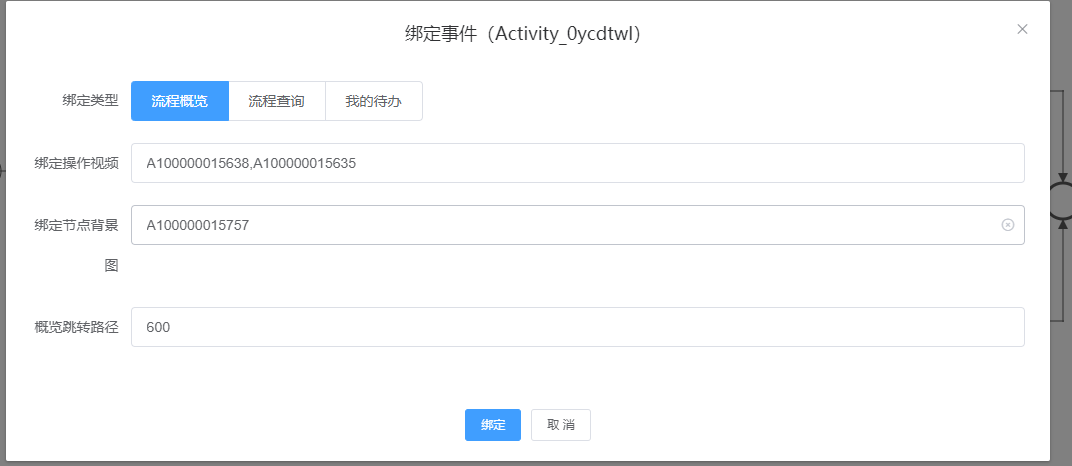 绑定事件（Activity_0ycdtwl）
绑定类型 流程概览 流程查询 我的待办
绑定操作视频 A100000015638,A100000015635
绑定节点背景 A100000015757
图
概览跳转路径 600
绑定 取消